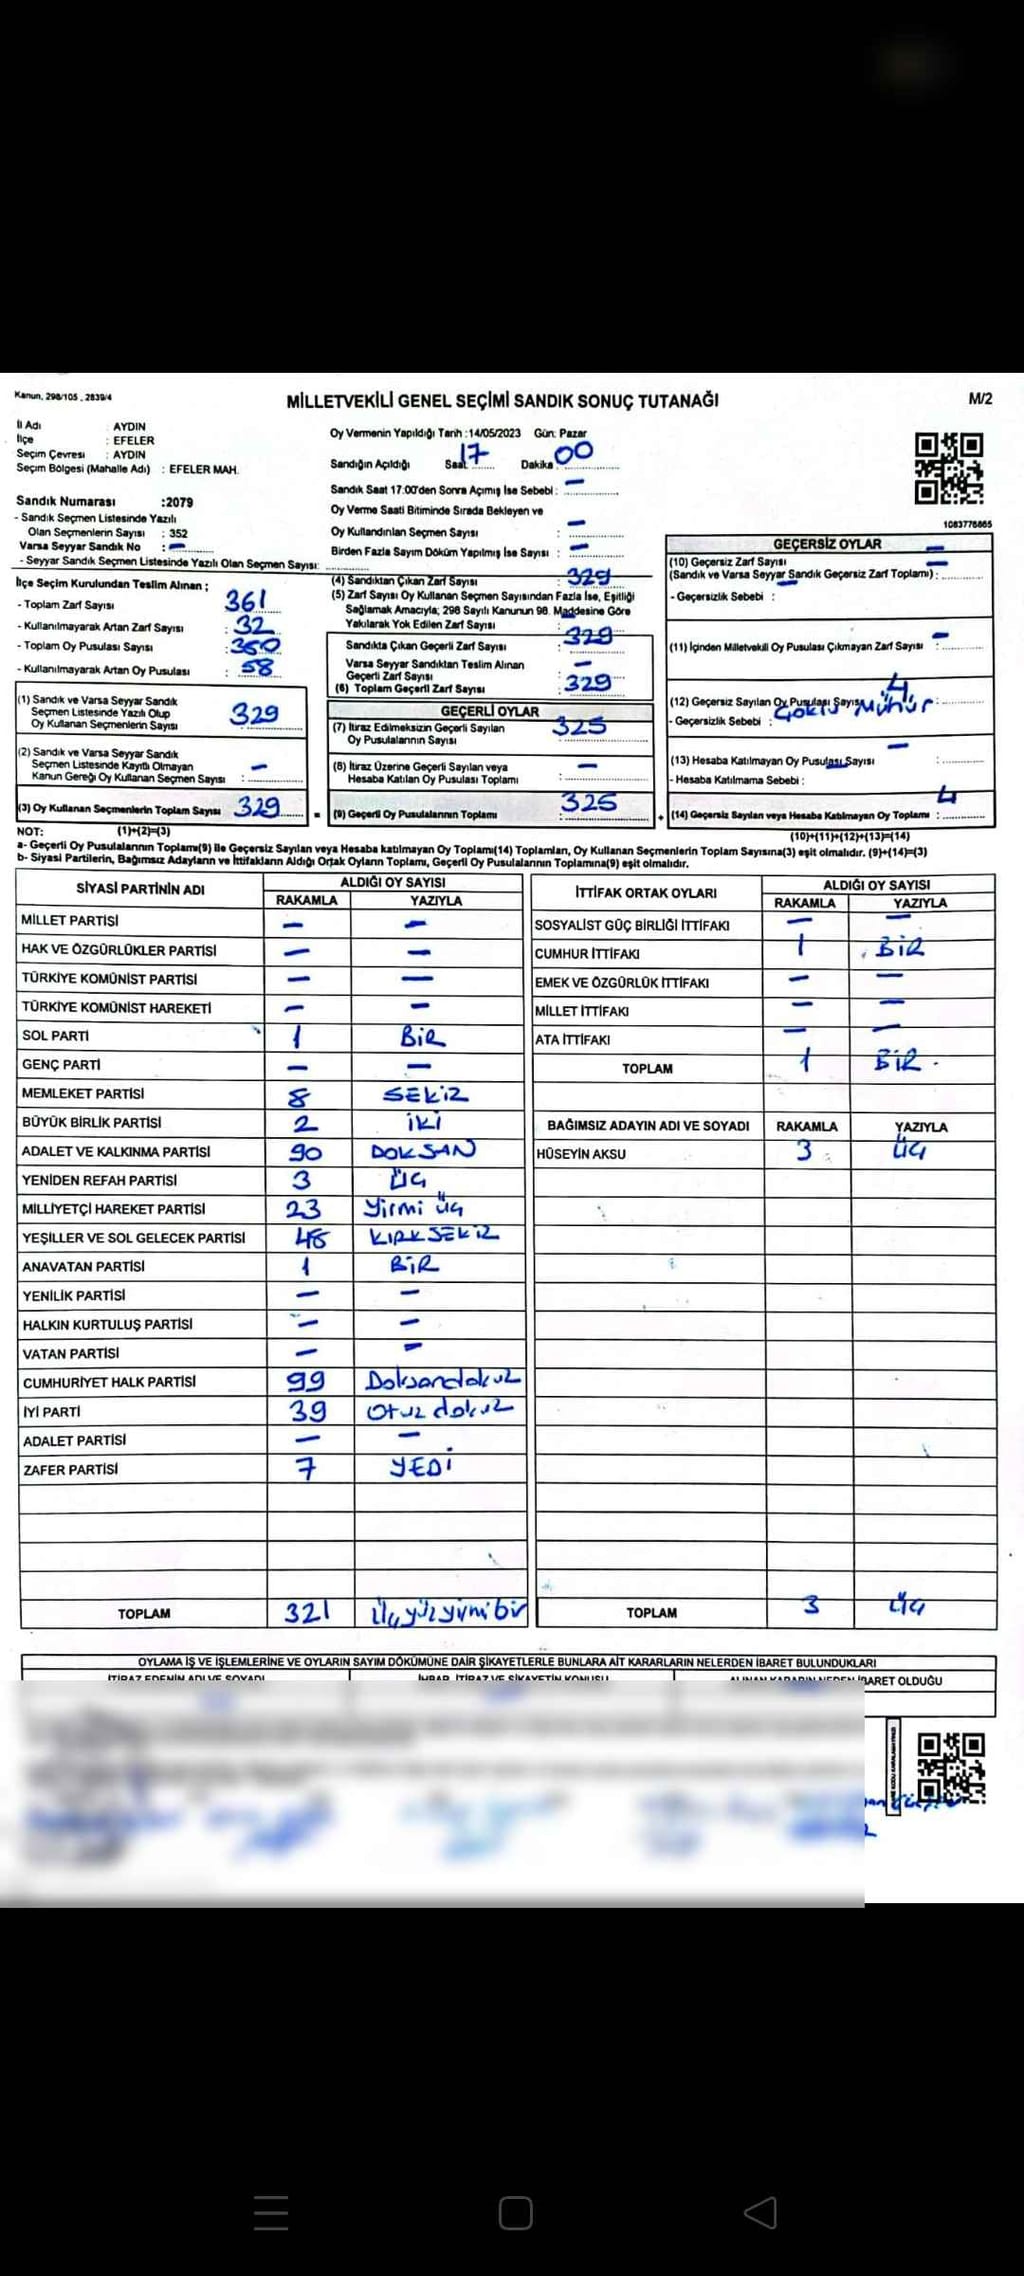 Kanun, 298/105 , 2839/4
MİLLETVEKİLİ GENEL SEÇİMİ SANDIK SONUÇ TUTANAĞI
M/2
İl Adı : AYDIN
İlçe : EFELER
Seçim Çevresi : AYDIN
Seçim Bölgesi (Mahalle Adı) : EFELER MAH.
Sandık Numarası :2079
- Sandık Seçmen Listesinde Yazılı
Olan Seçmenlerin Sayısı : 352
Varsa Seyyar Sandık No : -
- Seyyar Sandık Seçmen Listesinde Yazılı Olan Seçmen Sayısı:
Oy Vermenin Yapıldığı Tarih :14/05/2023 Gün: Pazar
Sandığın Açıldığı Saat 17 Dakika 00
Sandık Saat 17:00'den Sonra Açımış İse Sebebi : -
Oy Verme Saati Bitiminde Sırada Bekleyen ve
Oy Kullandırılan Seçmen Sayısı : -
Birden Fazla Sayım Döküm Yapılmış İse Sayısı : -
1083776665
İlçe Seçim Kurulundan Teslim Alınan ;
- Toplam Zarf Sayısı 361
- Kullanılmayarak Artan Zarf Sayısı : 32
- Toplam Oy Pusulası Sayısı : 350
- Kullanılmayarak Artan Oy Pusulası : 58
(1) Sandık ve Varsa Seyyar Sandık
Seçmen Listesinde Yazılı Olup
Oy Kullanan Seçmenlerin Sayısı 329
(2) Sandık ve Varsa Seyyar Sandık
Seçmen Listesinde Kayıtlı Olmayan
Kanun Gereği Oy Kullanan Seçmen Sayısı : -
(3) Oy Kullanan Seçmenlerin Toplam Sayısı 329 =
(4) Sandıktan Çıkan Zarf Sayısı : 329
(5) Zarf Sayısı Oy Kullanan Seçmen Sayısından Fazla İse, Eşitliği
Sağlamak Amacıyla; 298 Sayılı Kanunun 98. Maddesine Göre
Yakılarak Yok Edilen Zarf Sayısı : -
Sandıkta Çıkan Geçerli Zarf Sayısı : 329
Varsa Seyyar Sandıktan Teslim Alınan
Geçerli Zarf Sayısı : -
(6) Toplam Geçerli Zarf Sayısı : 329
GEÇERLİ OYLAR
(7) İtiraz Edilmeksizin Geçerli Sayılan
Oy Pusulalarının Sayısı : 325
(8) İtiraz Üzerine Geçerli Sayılan veya
Hesaba Katılan Oy Pusulası Toplamı : -
(9) Geçerli Oy Pusulalarının Toplamı : 325 +
GEÇERSİZ OYLAR
(10) Geçersiz Zarf Sayısı -
(Sandık ve Varsa Seyyar Sandık Geçersiz Zarf Toplamı) : -
- Geçersizlik Sebebi : -
(11) İçinden Milletvekili Oy Pusulası Çıkmayan Zarf Sayısı : -
(12) Geçersiz Sayılan Oy Pusulası Sayısı 4
- Geçersizlik Sebebi : Çoklu Mühür
(13) Hesaba Katılmayan Oy Pusulası Sayısı : -
- Hesaba Katılmama Sebebi : -
(14) Geçersiz Sayılan veya Hesaba Katılmayan Oy Toplamı : 4
NOT: (1)+(2)=(3) (10)+(11)+(12)+(13)=(14)
a- Geçerli Oy Pusulalarının Toplamı(9) ile Geçersiz Sayılan veya Hesaba katılmayan Oy Toplamı(14) Toplamları, Oy Kullanan Seçmenlerin Toplam Sayısına(3) eşit olmalıdır. (9)+(14)=(3)
b- Siyasi Partilerin, Bağımsız Adayların ve İttifakların Aldığı Ortak Oyların Toplamı, Geçerli Oy Pusulalarının Toplamına(9) eşit olmalıdır.
SİYASİ PARTİNİN ADI ALDIĞI OY SAYISI
RAKAMLA YAZIYLA
MİLLET PARTİSİ - -
HAK VE ÖZGÜRLÜKLER PARTİSİ - -
TÜRKİYE KOMÜNİST PARTİSİ - -
TÜRKİYE KOMÜNİST HAREKETİ - -
SOL PARTİ 1 BİR
GENÇ PARTİ - -
MEMLEKET PARTİSİ 8 SEKİZ
BÜYÜK BİRLİK PARTİSİ 2 İKİ
ADALET VE KALKINMA PARTİSİ 90 DOKSAN
YENİDEN REFAH PARTİSİ 3 ÜÇ
MİLLİYETÇİ HAREKET PARTİSİ 23 Yirmi üç
YEŞİLLER VE SOL GELECEK PARTİSİ 48 KIRKSEKİZ
ANAVATAN PARTİSİ 1 BİR
YENİLİK PARTİSİ - -
HALKIN KURTULUŞ PARTİSİ - -
VATAN PARTİSİ - -
CUMHURİYET HALK PARTİSİ 99 Doksandokuz
İYİ PARTİ 39 Otuz dokuz
ADALET PARTİSİ - -
ZAFER PARTİSİ 7 YEDİ
TOPLAM 321 Üçyüzyirmibir
İTTİFAK ORTAK OYLARI ALDIĞI OY SAYISI
RAKAMLA YAZIYLA
SOSYALİST GÜÇ BİRLİĞİ İTTİFAKI - -
CUMHUR İTTİFAKI 1 BİR
EMEK VE ÖZGÜRLÜK İTTİFAKI - -
MİLLET İTTİFAKI - -
ATA İTTİFAKI - -
TOPLAM 1 BİR
BAĞIMSIZ ADAYIN ADI VE SOYADI RAKAMLA YAZIYLA
HÜSEYİN AKSU 3 ÜÇ
TOPLAM 3 ÜÇ
OYLAMA İŞ VE İŞLEMLERİNE VE OYLARIN SAYIM DÖKÜMÜNE DAİR ŞİKAYETLERLE BUNLARA AİT KARARLARIN NELERDEN İBARET BULUNDUKLARI
İTİRAZ EDENİN ADI VE SOYADI İHBAR, İTİRAZ VE ŞİKAYETİN KONUSU ALINAN KARARIN NEDEN İBARET OLDUĞU